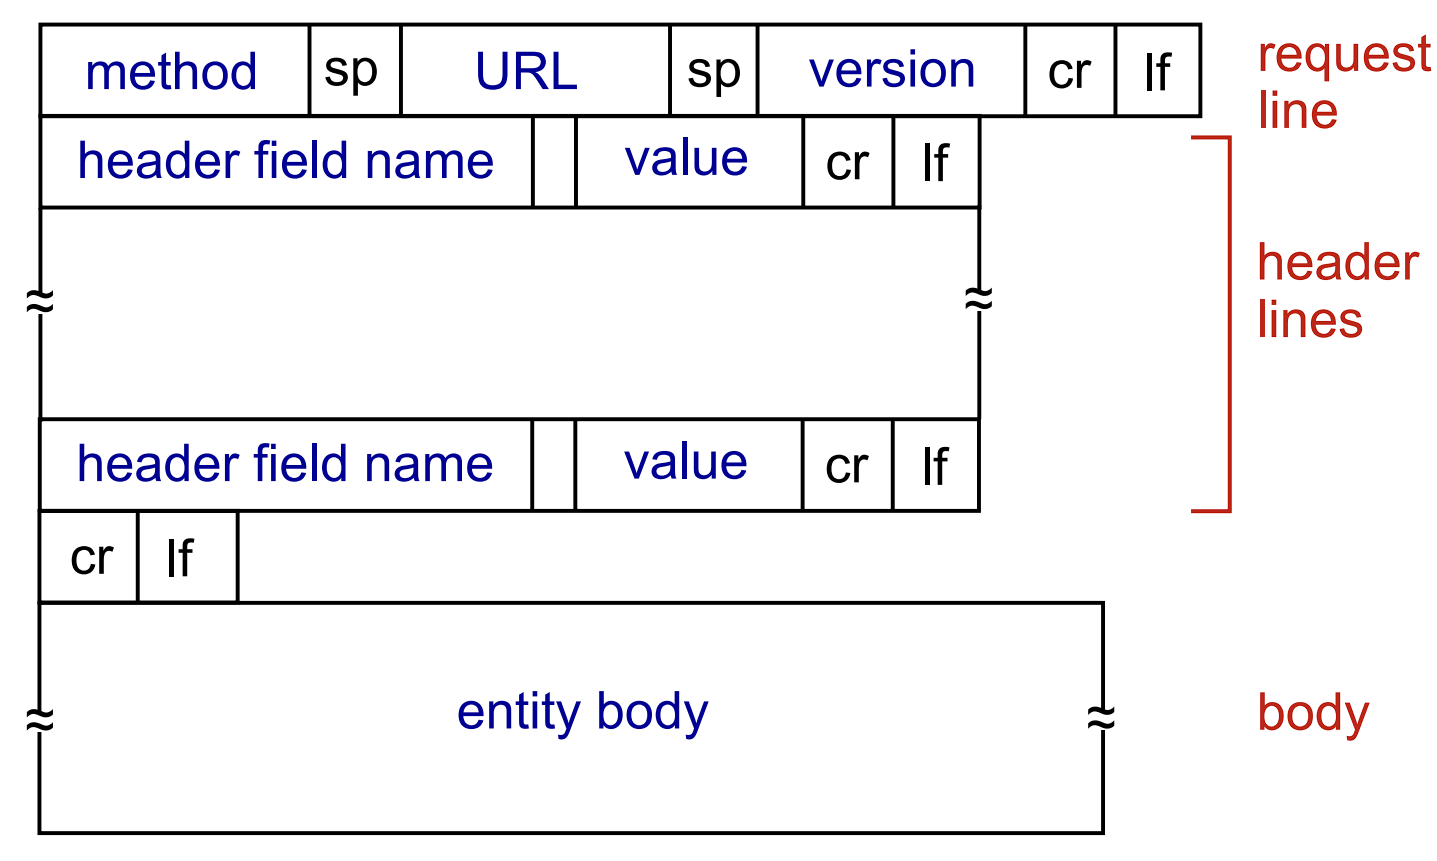 method sp URL sp version cr lf request
line
header field name value cr lf
header
lines
header field name value cr lf
cr lf
entity body body